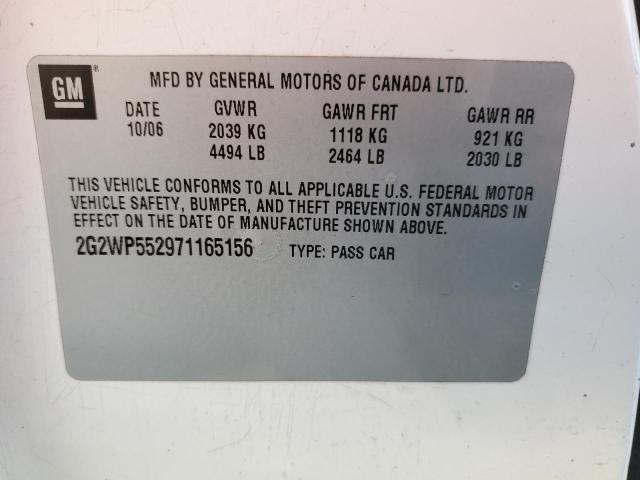 GM®
MFD BY GENERAL MOTORS OF CANADA LTD.
DATE GVWR GAWR FRT GAWR RR
10/06 2039 KG 1118 KG 921 KG
4494 LB 2464 LB 2030 LB
THIS VEHICLE CONFORMS TO ALL APPLICABLE U.S. FEDERAL MOTOR
VEHICLE SAFETY, BUMPER, AND THEFT PREVENTION STANDARDS IN
EFFECT ON THE DATE OF MANUFACTURE SHOWN ABOVE.
2G2WP552971165156 TYPE: PASS CAR